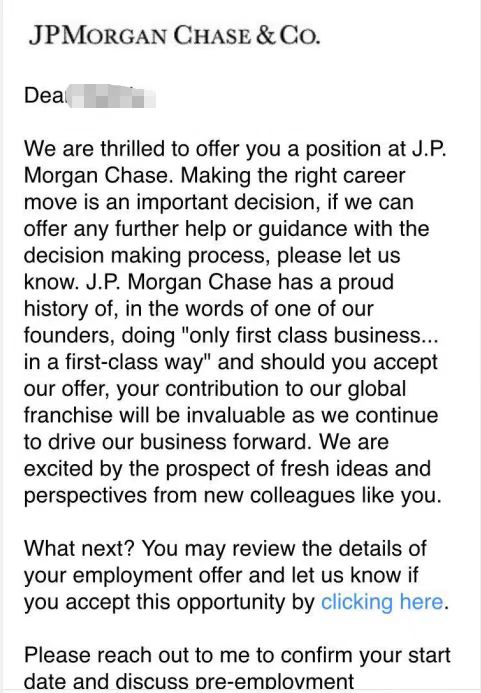 JPMORGAN CHASE & CO.
Dear
We are thrilled to offer you a position at J.P.
Morgan Chase. Making the right career
move is an important decision, if we can
offer any further help or guidance with the
decision making process, please let us
know. J.P. Morgan Chase has a proud
history of, in the words of one of our
founders, doing "only first class business...
in a first-class way" and should you accept
our offer, your contribution to our global
franchise will be invaluable as we continue
to drive our business forward. We are
excited by the prospect of fresh ideas and
perspectives from new colleagues like you.
What next? You may review the details of
your employment offer and let us know if
you accept this opportunity by clicking here.
Please reach out to me to confirm your start
date and discuss pre-employment